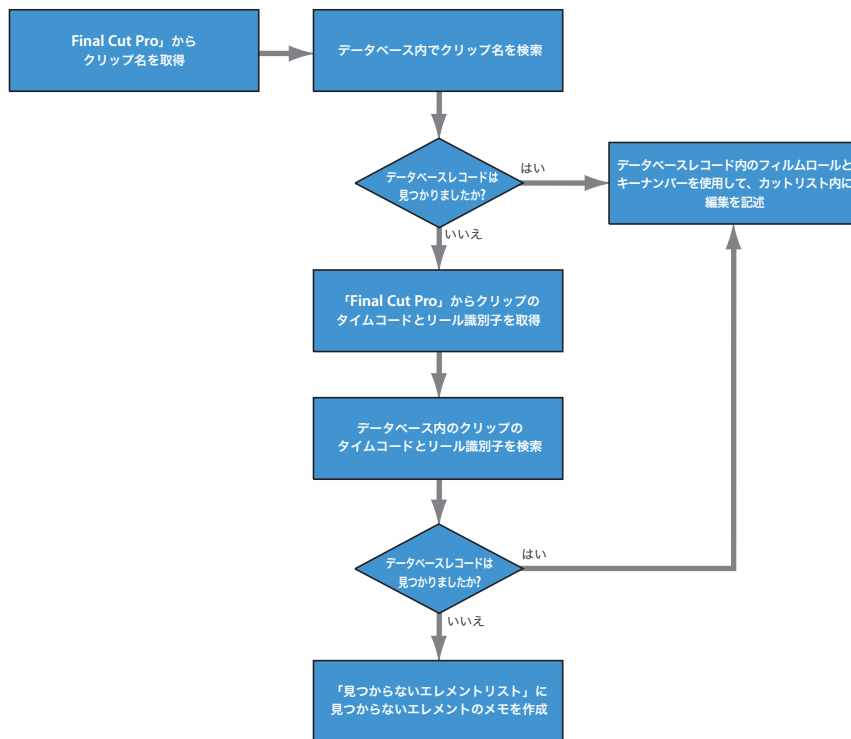 Final Cut Pro」から
クリップ名を取得
データベース内でクリップ名を検索
データベースレコードは
見つかりましたか?
はい
データベースレコード内のフィルムロールと
キーナンバーを使用して、カットリスト内に
編集を記述
いいえ
「Final Cut Pro」からクリップの
タイムコードとリール識別子を取得
データベース内のクリップの
タイムコードとリール識別子を検索
データベースレコードは
見つかりましたか?
はい
いいえ
「見つからないエレメントリスト」に
見つからないエレメントのメモを作成